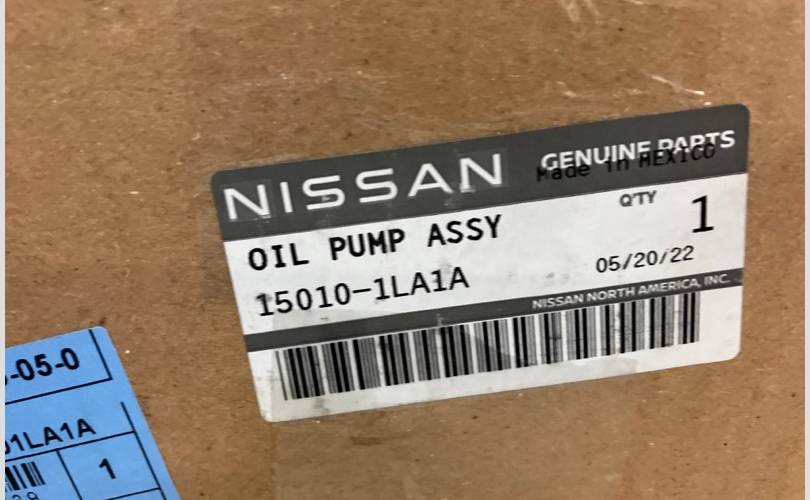 NISSAN
GENUINE PARTS
Made in MEXICO
OIL PUMP ASSY
Q'TY 1
15010-1LA1A
05/20/22
NISSAN NORTH AMERICA, INC.
-05-0
1LA1A
1